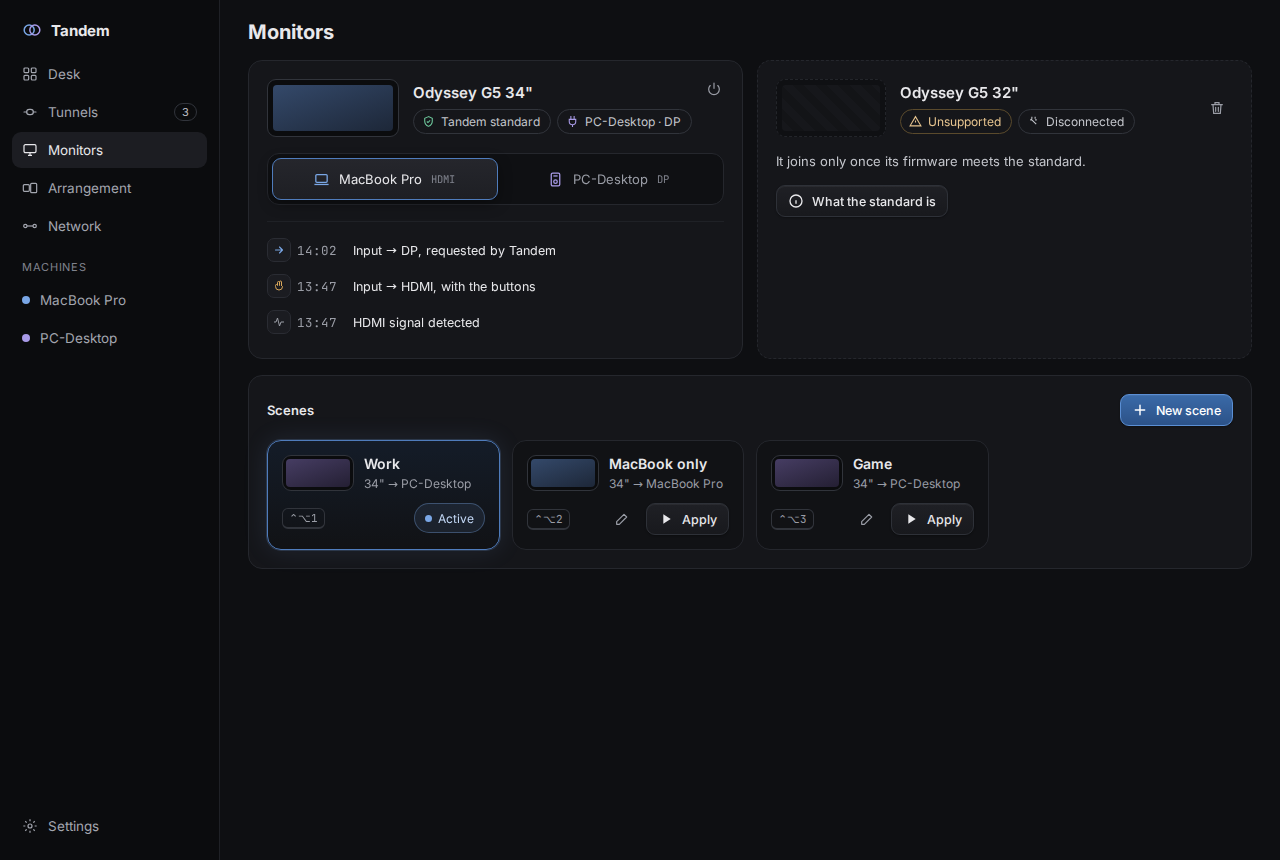 Tandem
Desk
Tunnels 3
Monitors
Arrangement
Network
MACHINES
MacBook Pro
PC-Desktop
Settings
Monitors
Odyssey G5 34"
Tandem standard
PC-Desktop · DP
MacBook Pro HDMI
PC-Desktop DP
14:02 Input → DP, requested by Tandem
13:47 Input → HDMI, with the buttons
13:47 HDMI signal detected
Odyssey G5 32"
Unsupported
Disconnected
It joins only once its firmware meets the standard.
What the standard is
Scenes
New scene
Work
34" → PC-Desktop
⌃⌥1
Active
MacBook only
34" → MacBook Pro
⌃⌥2
Apply
Game
34" → PC-Desktop
⌃⌥3
Apply